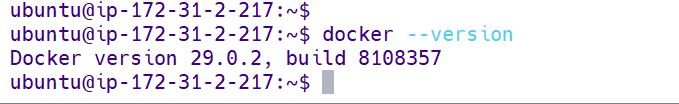 ubuntu@ip-172-31-2-217:~$
ubuntu@ip-172-31-2-217:~$ docker --version
Docker version 29.0.2, build 8108357
ubuntu@ip-172-31-2-217:~$